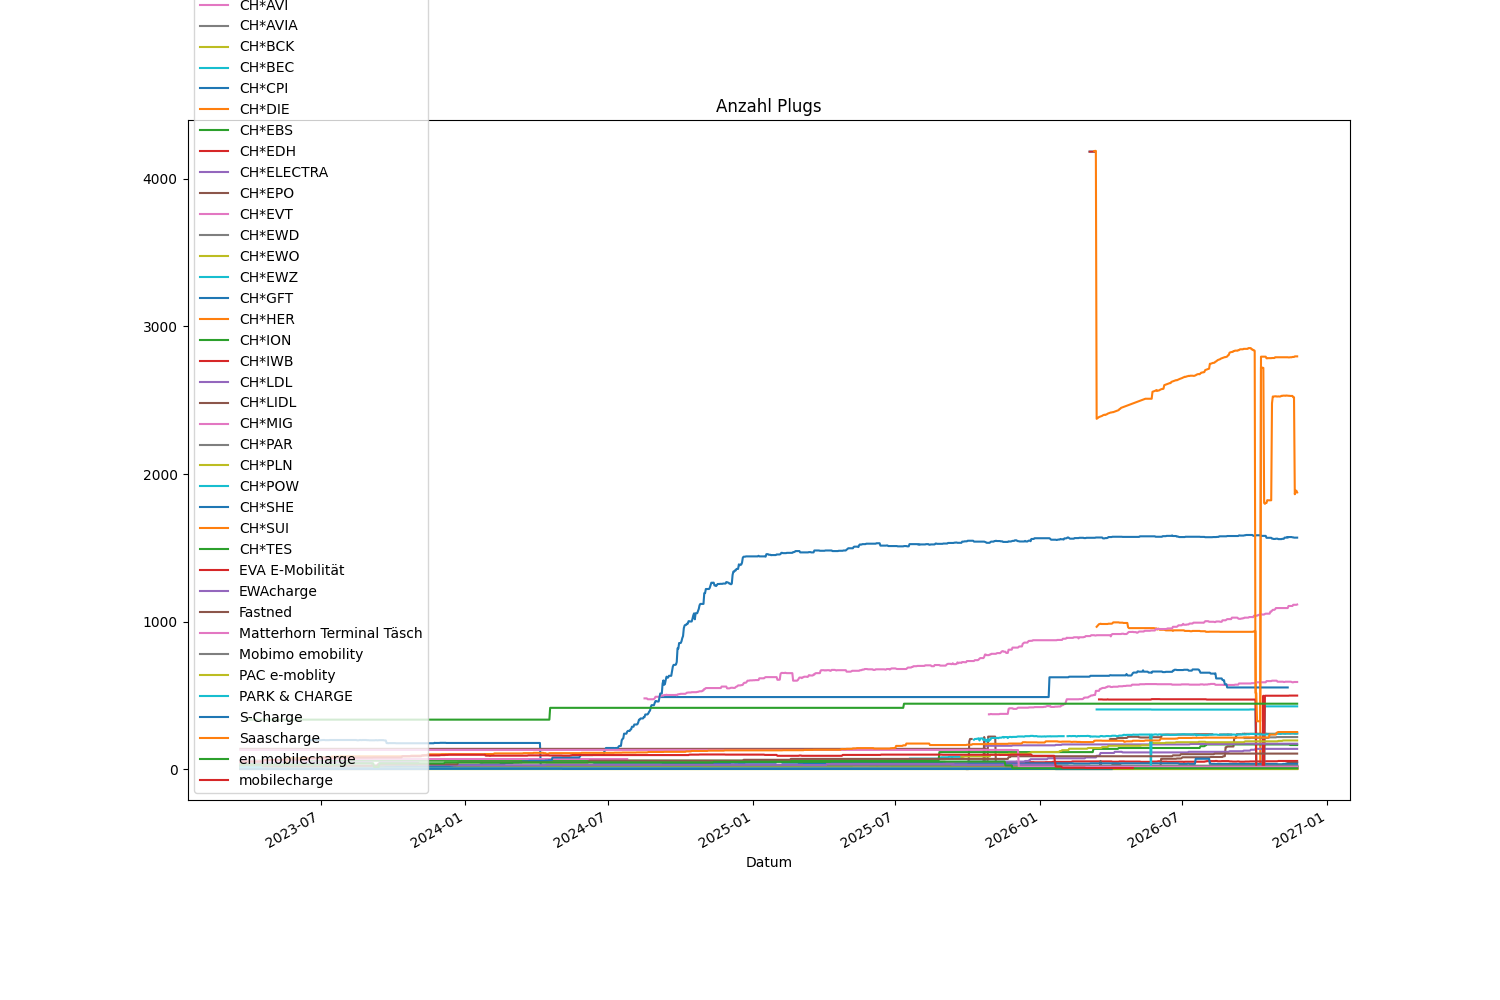 CH*AVI
CH*AVIA
CH*BCK
CH*BEC
CH*CPI
CH*DIE
CH*EBS
CH*EDH
CH*ELECTRA
CH*EPO
CH*EVT
CH*EWD
CH*EWO
CH*EWZ
CH*GFT
CH*HER
CH*ION
CH*IWB
CH*LDL
CH*LIDL
CH*MIG
CH*PAR
CH*PLN
CH*POW
CH*SHE
CH*SUI
CH*TES
EVA E-Mobilität
EWAcharge
Fastned
Matterhorn Terminal Täsch
Mobimo emobility
PAC e-moblity
PARK & CHARGE
S-Charge
Saascharge
en mobilecharge
mobilecharge
Anzahl Plugs
4000
3000
2000
1000
0
2023-07
2024-01
2024-07
2025-01
2025-07
2026-01
2026-07
2027-01
Datum